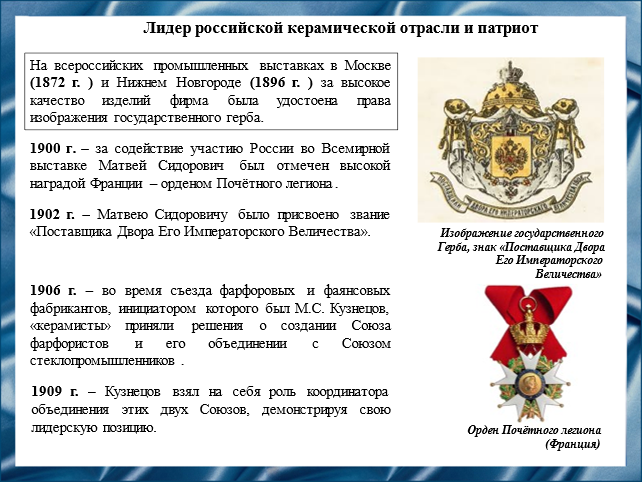 Лидер российской керамической отрасли и патриот
На всероссийских промышленных выставках в Москве
(1872 г. ) и Нижнем Новгороде (1896 г. ) за высокое
качество изделий фирма была удостоена права
изображения государственного герба.
1900 г. – за содействие участию России во Всемирной
выставке Матвей Сидорович был отмечен высокой
наградой Франции – орденом Почётного легиона .
1902 г. – Матвею Сидоровичу было присвоено звание
«Поставщика Двора Его Императорского Величества».
1906 г. – во время съезда фарфоровых и фаянсовых
фабрикантов, инициатором которого был М.С. Кузнецов,
«керамисты» приняли решения о создании Союза
фарфористов и его объединении с Союзом
стеклопромышленников .
1909 г. – Кузнецов взял на себя роль координатора
объединения этих двух Союзов, демонстрируя свою
лидерскую позицию.
Изображение государственного
Герба, знак «Поставщика Двора
Его Императорского
Величества»
Орден Почётного легиона
(Франция)